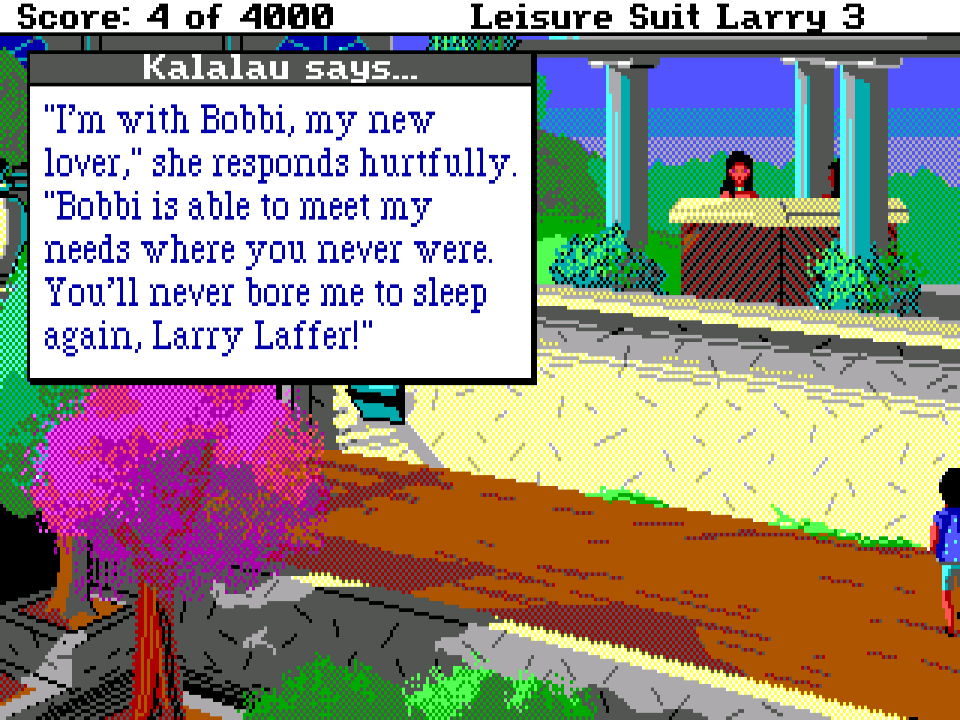 Score: 4 of 4000 Leisure Suit Larry 3
Kalalau says...
"I'm with Bobbi, my new
lover," she responds hurtfully.
"Bobbi is able to meet my
needs where you never were.
You'll never bore me to sleep
again, Larry Laffer!"